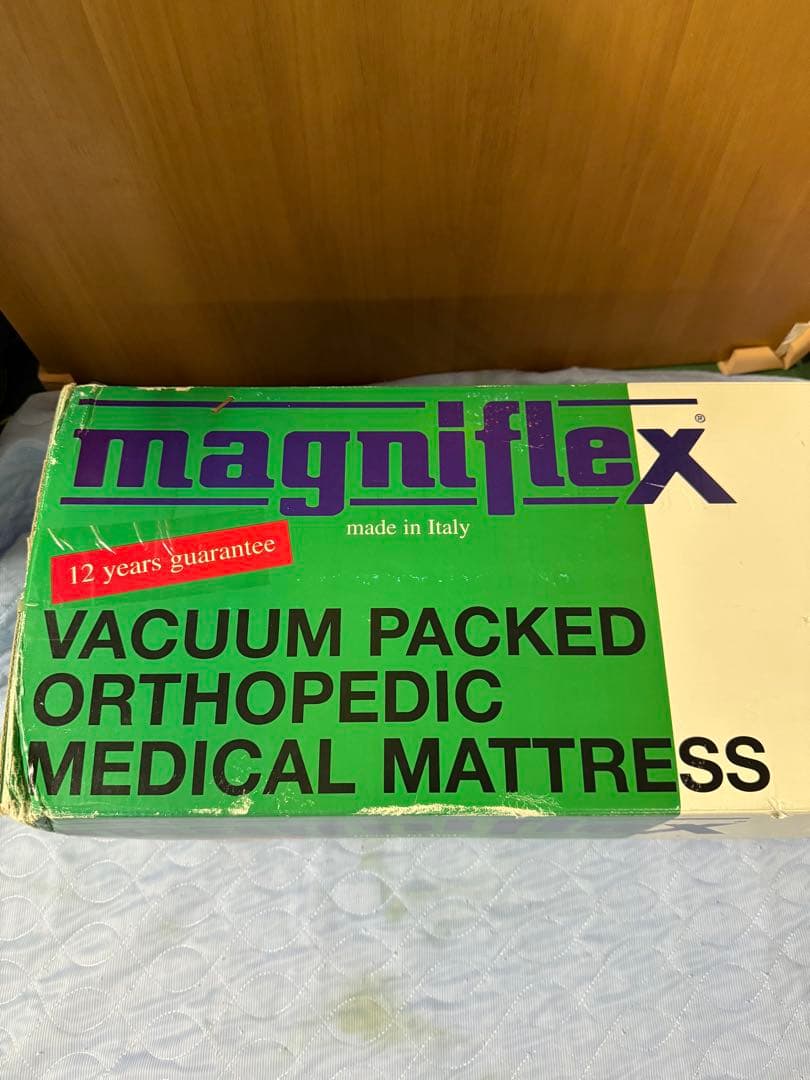 magniflex®
made in Italy
12 years guarantee
VACUUM PACKED
ORTHOPEDIC
MEDICAL MATTRESS